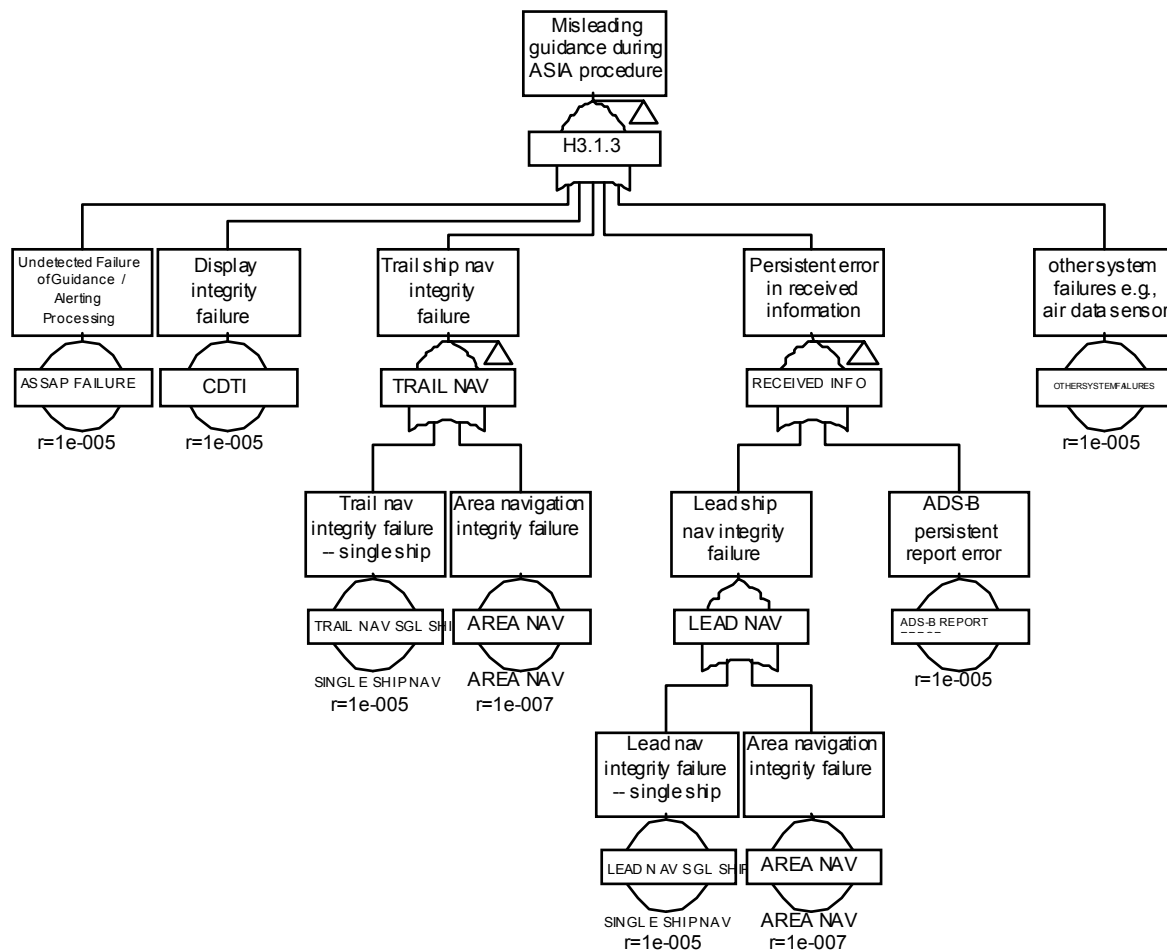 Misleading
guidance during
ASIA procedure
H3.1.3
Undetected Failure
of Guidance /
Alerting
Processing
ASSAP FAILURE
r=1e-005
Display
integrity
failure
CDTI
r=1e-005
Trail ship nav
integrity
failure
TRAIL NAV
Persistent error
in received
information
RECEIVED INFO
other system
failures e.g.,
air data sensor
OTHERSYSTEMFAILURES
r=1e-005
Trail nav
integrity failure
-- single ship
TRAIL NAV SGL SHI
SINGLE SHIP NAV
r=1e-005
Area navigation
integrity failure
AREA NAV
AREA NAV
r=1e-007
Lead ship
nav integrity
failure
LEAD NAV
ADS-B
persistent
report error
ADS-B REPORT
r=1e-005
Lead nav
integrity failure
-- single ship
LEAD NAV SGL SHIP
SINGLE SHIP NAV
r=1e-005
Area navigation
integrity failure
AREA NAV
AREA NAV
r=1e-007